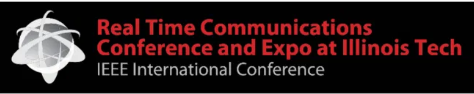 Real Time Communications
Conference and Expo at Illinois Tech
IEEE International Conference